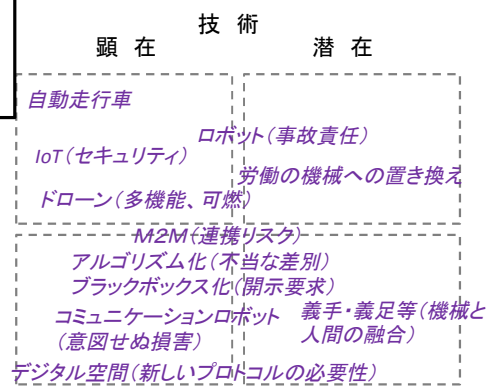 技 術
顕 在
潜 在
自動走行車
ロボット（事故責任）
IoT（セキュリティ）
労働の機械への置き換え
ドローン（多機能、可燃）
M2M（連携リスク）
アルゴリズム化（不当な差別）
ブラックボックス化（開示要求）
コミュニケーションロボット
（意図せぬ損害）
義手・義足等（機械と
人間の融合）
デジタル空間（新しいプロトコルの必要性）